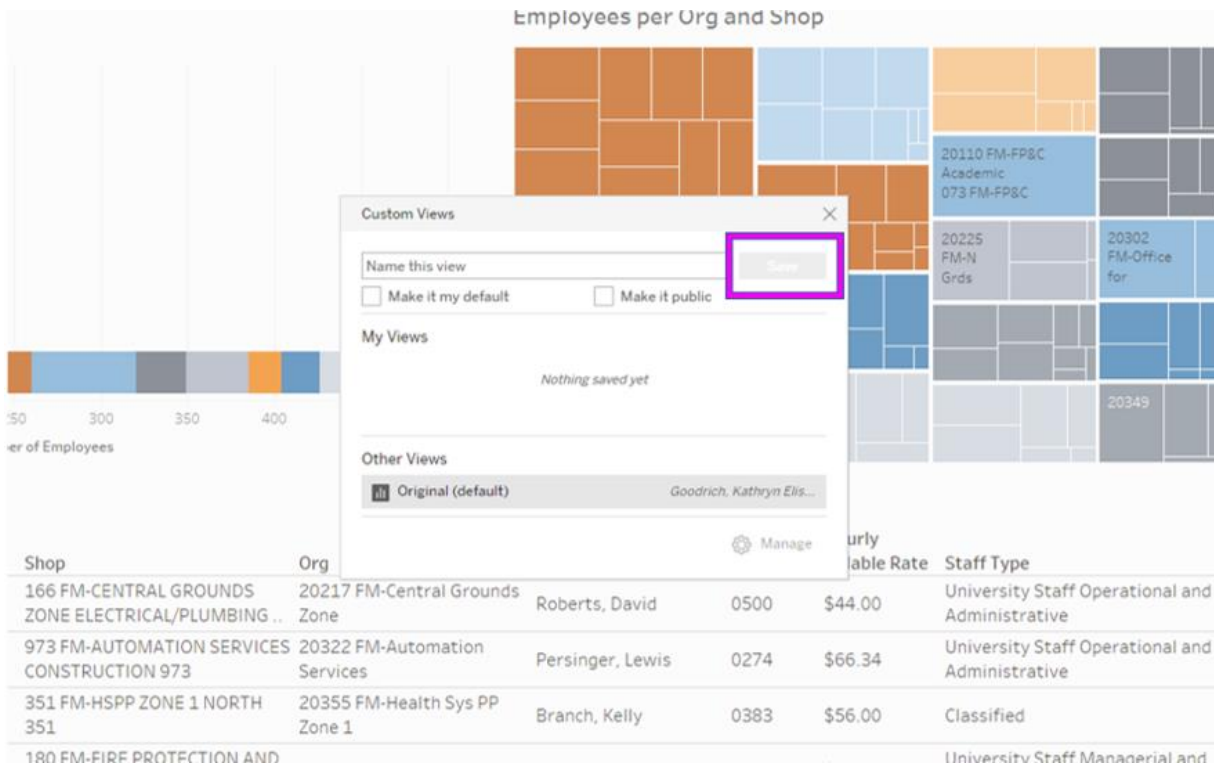 Employees per Org and Shop
20110 FM-FP&C
Academic
073 FM-FP&C
Custom Views
Name this view
Save
Make it my default
Make it public
20225
FM-N
Grds
20302
FM-Office
for
My Views
Nothing saved yet
300
350
400
20349
er of Employees
Other Views
Original (default)
Goodrich, Kathryn Elis...
Manage
urly
Shop
Org
lable Rate
Staff Type
166 FM-CENTRAL GROUNDS
ZONE ELECTRICAL/PLUMBING ..
20217 FM-Central Grounds
Zone
Roberts, David
0500
$44.00
University Staff Operational and
Administrative
973 FM-AUTOMATION SERVICES
CONSTRUCTION 973
20322 FM-Automation
Services
Persinger, Lewis
0274
$66.34
University Staff Operational and
Administrative
351 FM-HSPP ZONE 1 NORTH
351
20355 FM-Health Sys PP
Zone 1
Branch, Kelly
0383
$56.00
Classified
180 FM-FIRE PROTECTION AND
University Staff Managerial and